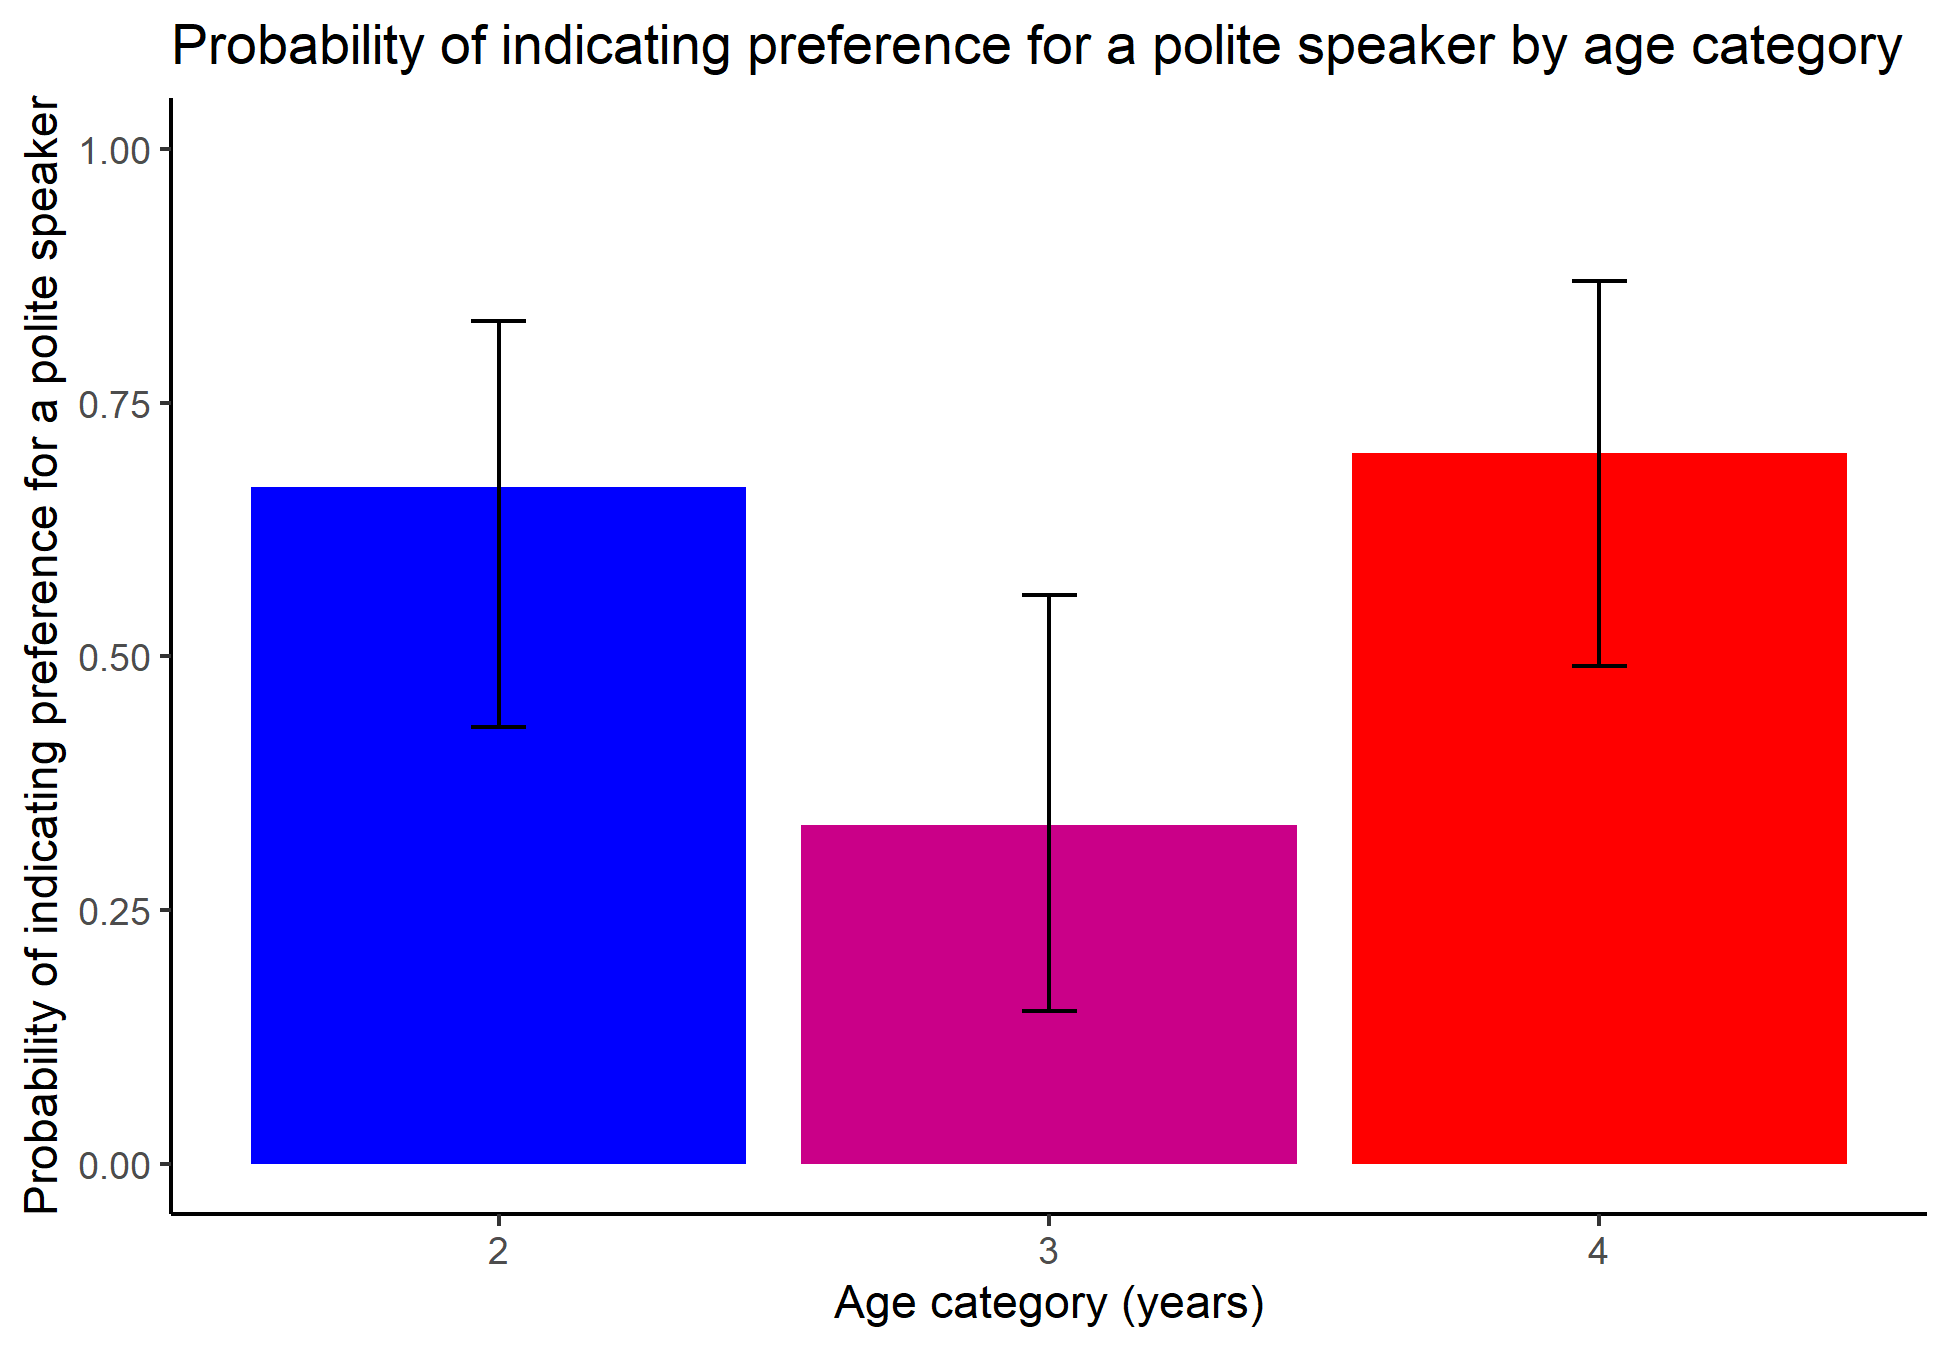 Probability of indicating preference for a polite speaker by age category
Probability of indicating preference for a polite speaker
1.00
0.75
0.50
0.25
0.00
2
3
4
Age category (years)